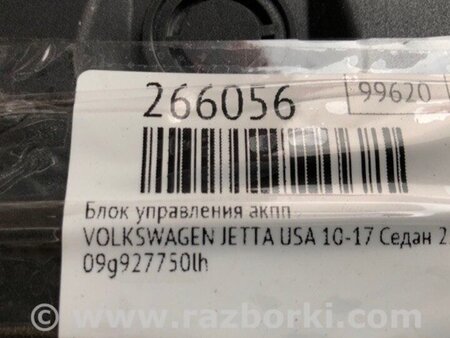 266056 99620
Блок управления акпп
VOLKSWAGEN JETTA USA 10-17 Седан 2
09g927750lh
© www.razborki.com